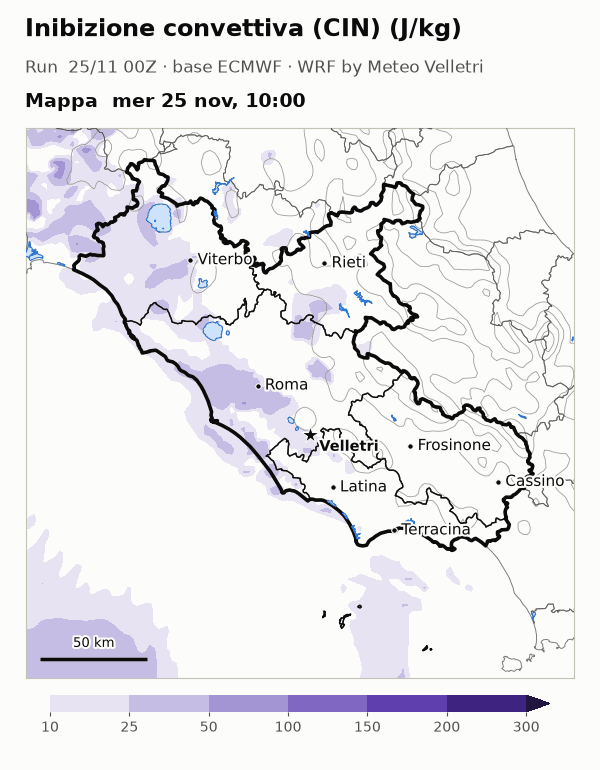 Inibizione convettiva (CIN) (J/kg)
Run 25/11 00Z · base ECMWF · WRF by Meteo Velletri
Mappa mer 25 nov, 10:00
Viterbo
Rieti
Roma
Velletri
Frosinone
Cassino
Latina
Terracina
50 km
10 25 50 100 150 200 300